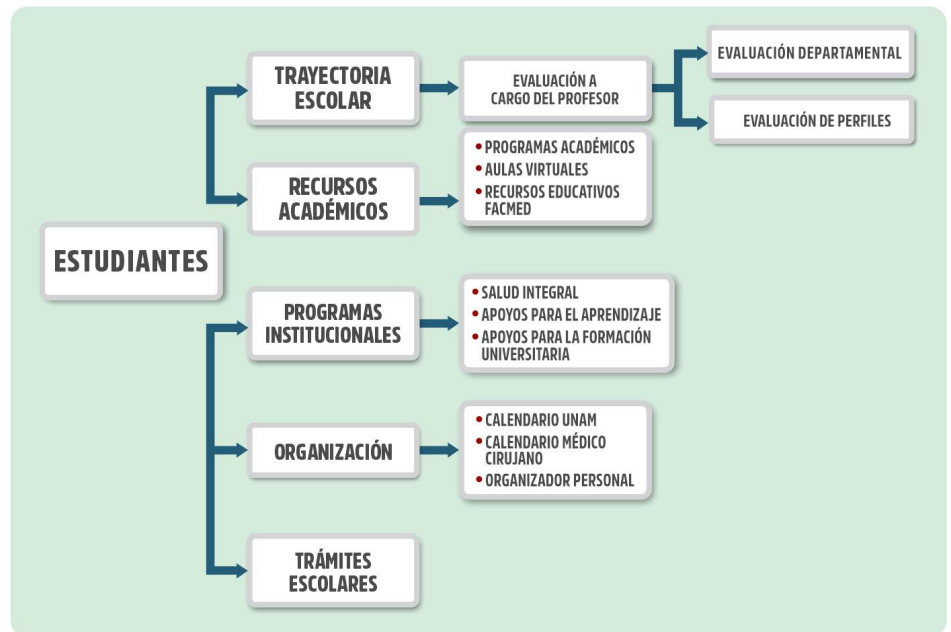 ESTUDIANTES
TRAYECTORIA
ESCOLAR
EVALUACIÓN A
CARGO DEL PROFESOR
EVALUACIÓN DEPARTAMENTAL
EVALUACIÓN DE PERFILES
RECURSOS
ACADÉMICOS
• PROGRAMAS ACADÉMICOS
• AULAS VIRTUALES
• RECURSOS EDUCATIVOS
FACMED
PROGRAMAS
INSTITUCIONALES
• SALUD INTEGRAL
• APOYOS PARA EL APRENDIZAJE
• APOYOS PARA LA FORMACIÓN
UNIVERSITARIA
ORGANIZACIÓN
• CALENDARIO UNAM
• CALENDARIO MÉDICO
CIRUJANO
• ORGANIZADOR PERSONAL
TRÁMITES
ESCOLARES